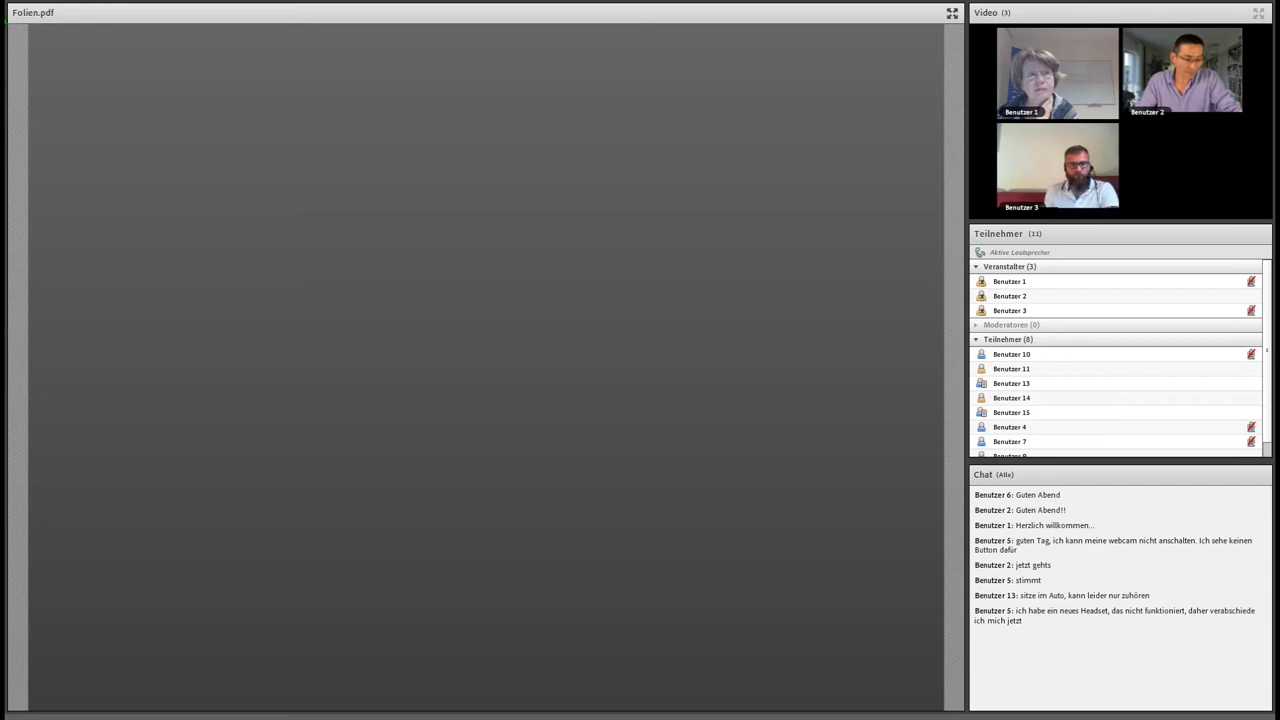 Folien.pdf
Video (3)
Benutzer 1
Benutzer 2
Benutzer 3
Teilnehmer (11)
Aktive Lautsprecher
Veranstalter (3)
Benutzer 1
Benutzer 2
Benutzer 3
Moderatoren (0)
Teilnehmer (8)
Benutzer 10
Benutzer 11
Benutzer 13
Benutzer 14
Benutzer 15
Benutzer 4
Benutzer 7
Benutzer 9
Chat (Alle)
Benutzer 6: Guten Abend
Benutzer 2: Guten Abend!!
Benutzer 1: Herzlich willkommen...
Benutzer 5: guten Tag, ich kann meine webcam nicht anschalten. Ich sehe keinen
Button dafür
Benutzer 2: jetzt gehts
Benutzer 5: stimmt
Benutzer 13: sitze im Auto, kann leider nur zuhören
Benutzer 5: ich habe ein neues Headset, das nicht funktioniert, daher verabschiede
ich mich jetzt